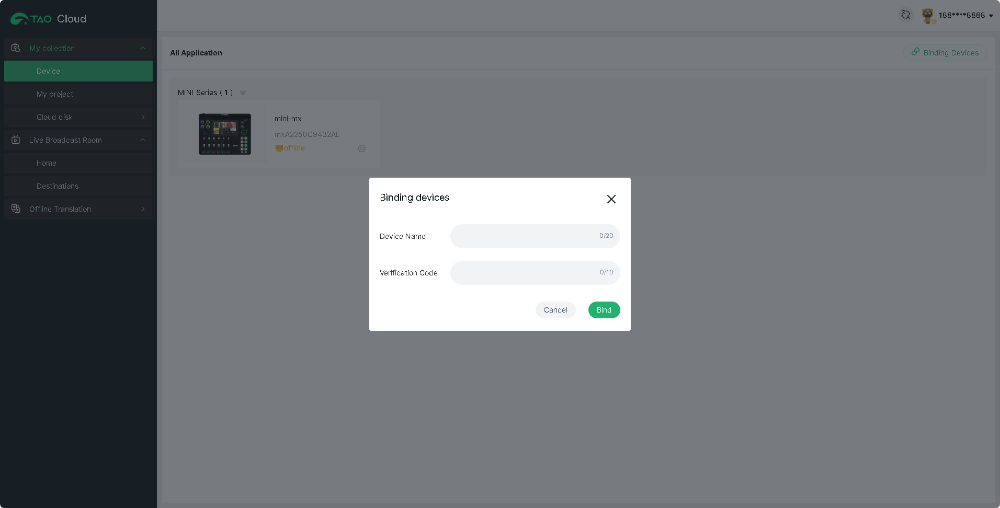 TAO Cloud
188****8888
My collection
Device
My project
Cloud disk
Live Broadcast Room
Home
Destinations
Offline Translation
All Application
Binding Devices
MINI Series ( 1 )
mini-mx
mxA2250C9432AE
offline
Binding devices
Device Name
0/20
Verification Code
0/10
Cancel
Bind